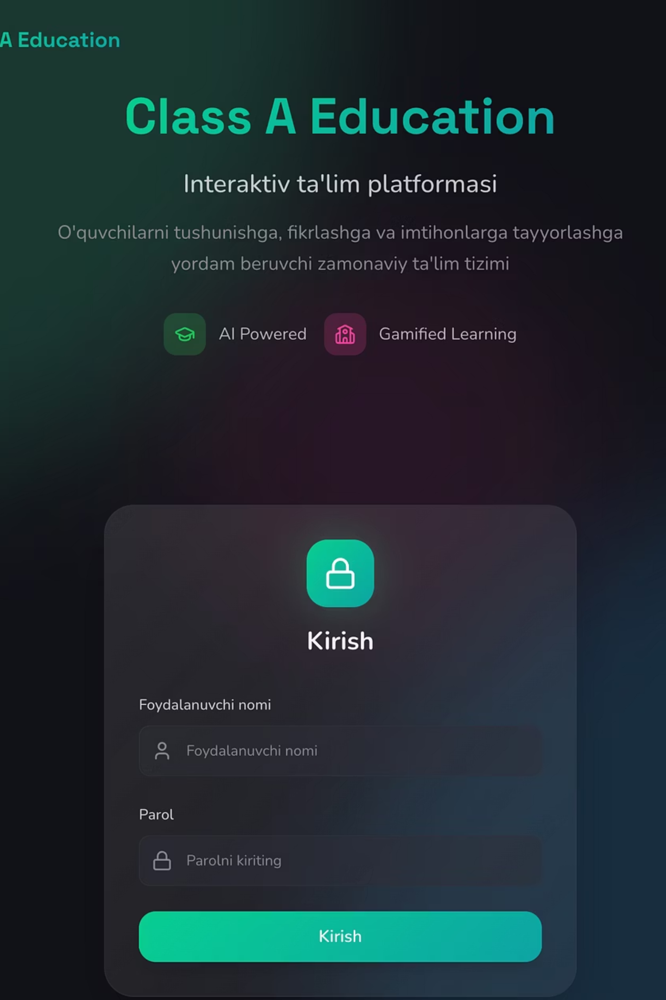 A Education
Class A Education
Interaktiv ta'lim platformasi
O'quvchilarni tushunishga, fikrlashga va imtihonlarga tayyorlashga
yordam beruvchi zamonaviy ta'lim tizimi
AI Powered Gamified Learning
Kirish
Foydalanuvchi nomi
Foydalanuvchi nomi
Parol
Parolni kiriting
Kirish